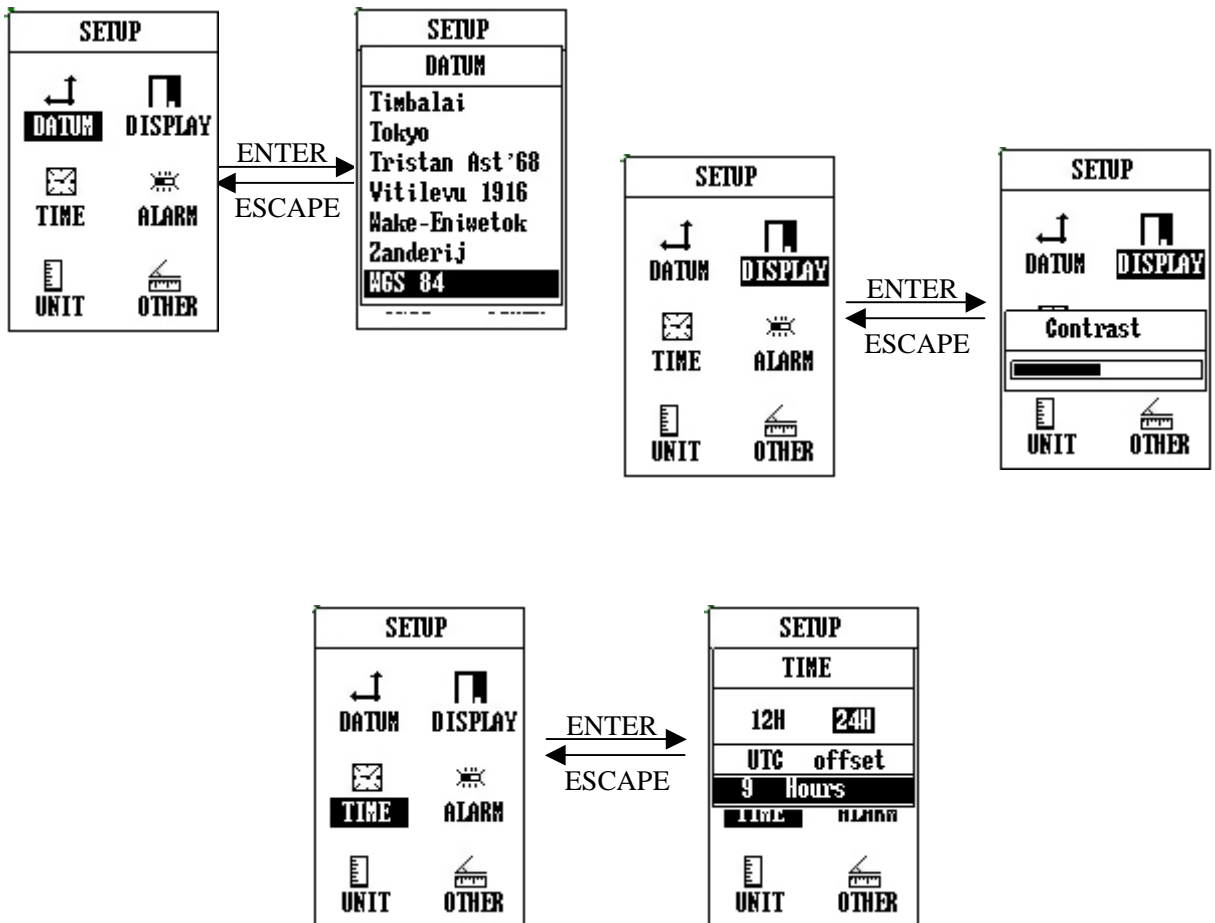 SETUP
DATUM DISPLAY
TIME ALARM
UNIT OTHER
ENTER
ESCAPE
SETUP
DATUM
Timbalai
Tokyo
Tristan Ast'68
Vitilevu 1916
Wake-Eniwetok
Zanderij
WGS 84
SETUP
DATUM DISPLAY
TIME ALARM
UNIT OTHER
ENTER
ESCAPE
SETUP
DATUM DISPLAY
Contrast
UNIT OTHER
SETUP
DATUM DISPLAY
TIME ALARM
UNIT OTHER
ENTER
ESCAPE
SETUP
TIME
12H 24H
UTC offset
9 Hours
TIME ALARM
UNIT OTHER